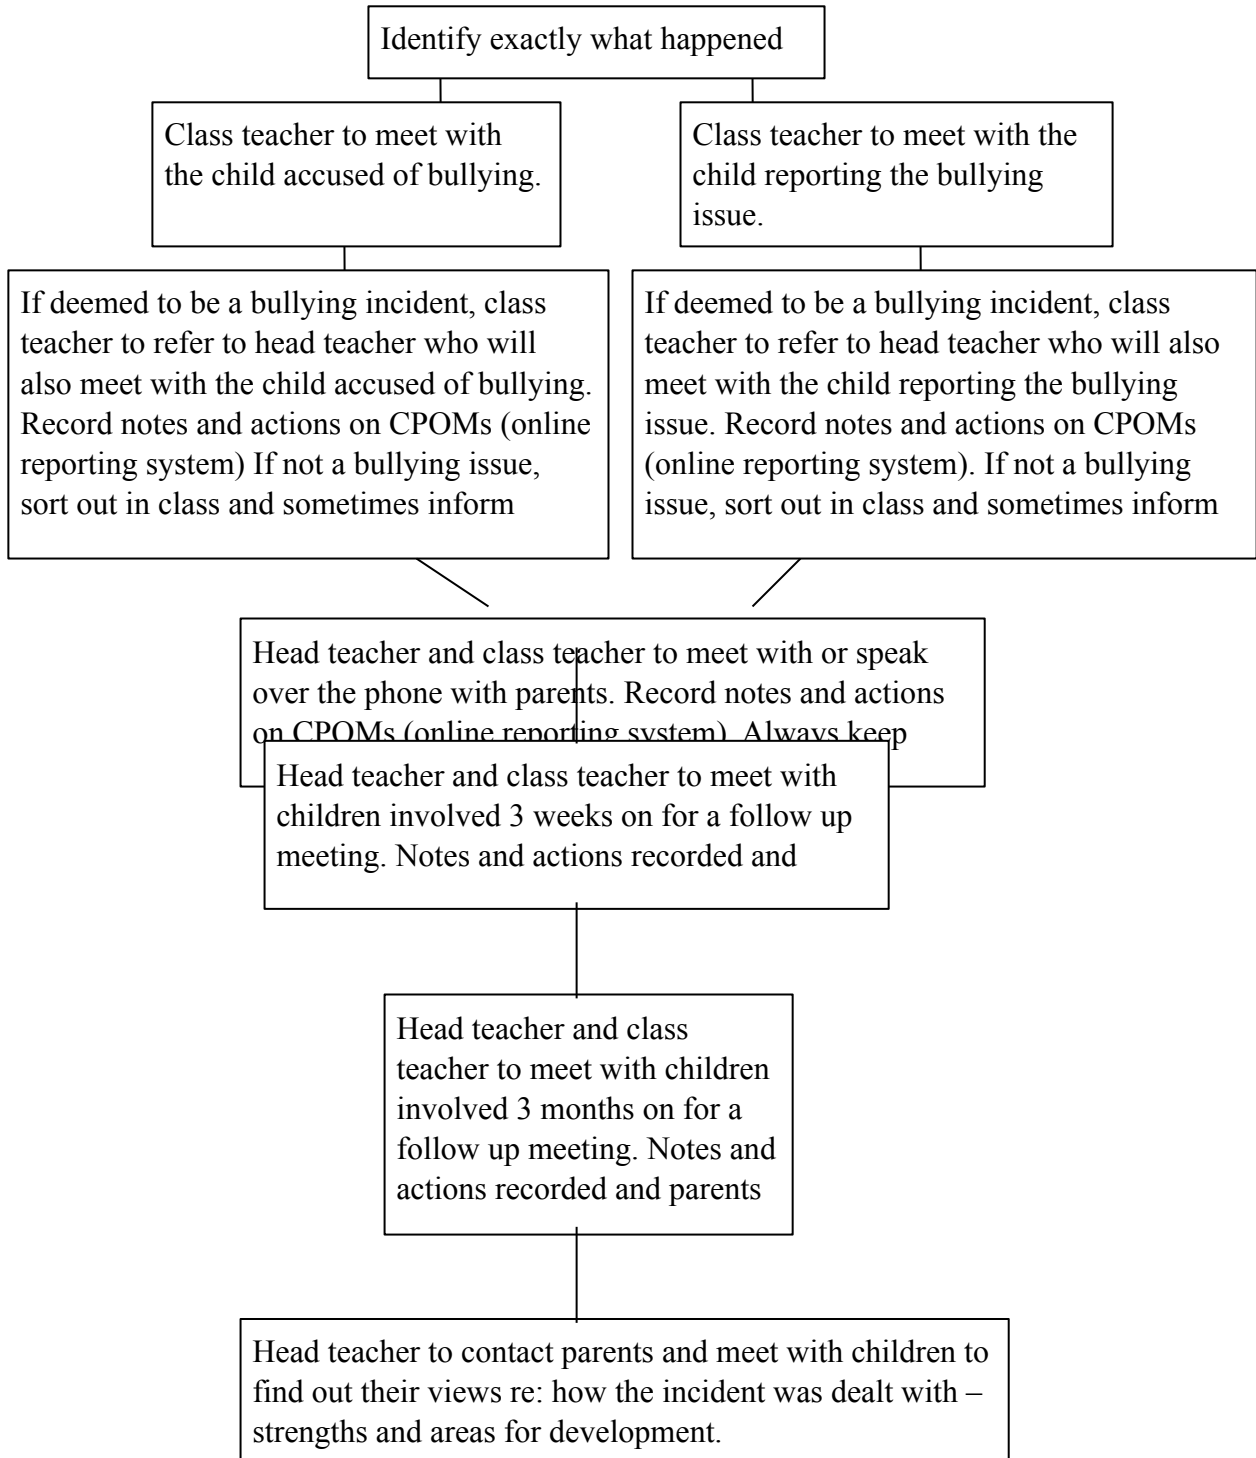 Identify exactly what happened
Class teacher to meet with
the child accused of bullying.
Class teacher to meet with the
child reporting the bullying
issue.
If deemed to be a bullying incident, class
teacher to refer to head teacher who will
also meet with the child accused of bullying.
Record notes and actions on CPOMs (online
reporting system) If not a bullying issue,
sort out in class and sometimes inform
If deemed to be a bullying incident, class
teacher to refer to head teacher who will also
meet with the child reporting the bullying
issue. Record notes and actions on CPOMs
(online reporting system). If not a bullying
issue, sort out in class and sometimes inform
Head teacher and class teacher to meet with or speak
over the phone with parents. Record notes and actions
on CPOMs (online reporting system). Always keep
Head teacher and class teacher to meet with
children involved 3 weeks on for a follow up
meeting. Notes and actions recorded and
Head teacher and class
teacher to meet with children
involved 3 months on for a
follow up meeting. Notes and
actions recorded and parents
Head teacher to contact parents and meet with children to
find out their views re: how the incident was dealt with –
strengths and areas for development.